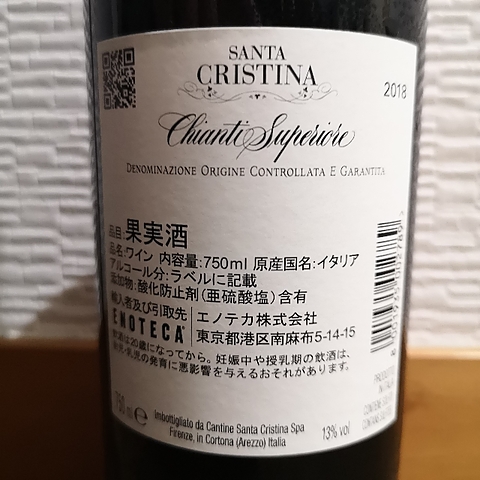 SANTA
CRISTINA
2018
Chianti Superiore
DENOMINAZIONE ORIGINE CONTROLLATA E GARANTITA
品目:果実酒
品名:ワイン 内容量:750ml 原産国名:イタリア
アルコール分:ラベルに記載
添加物:酸化防止剤(亜硫酸塩)含有
輸入者及び引取先
ENOTECA エノテカ株式会社
東京都港区南麻布5-14-15
飲酒は20歳になってから。妊娠中や授乳期の飲酒は、
胎児・乳児の発育に悪影響を与えるおそれがあります。
750 ml e
Imbottigliato da Cantine Santa Cristina Spa
Firenze, in Cortona (Arezzo) Italia
13% vol